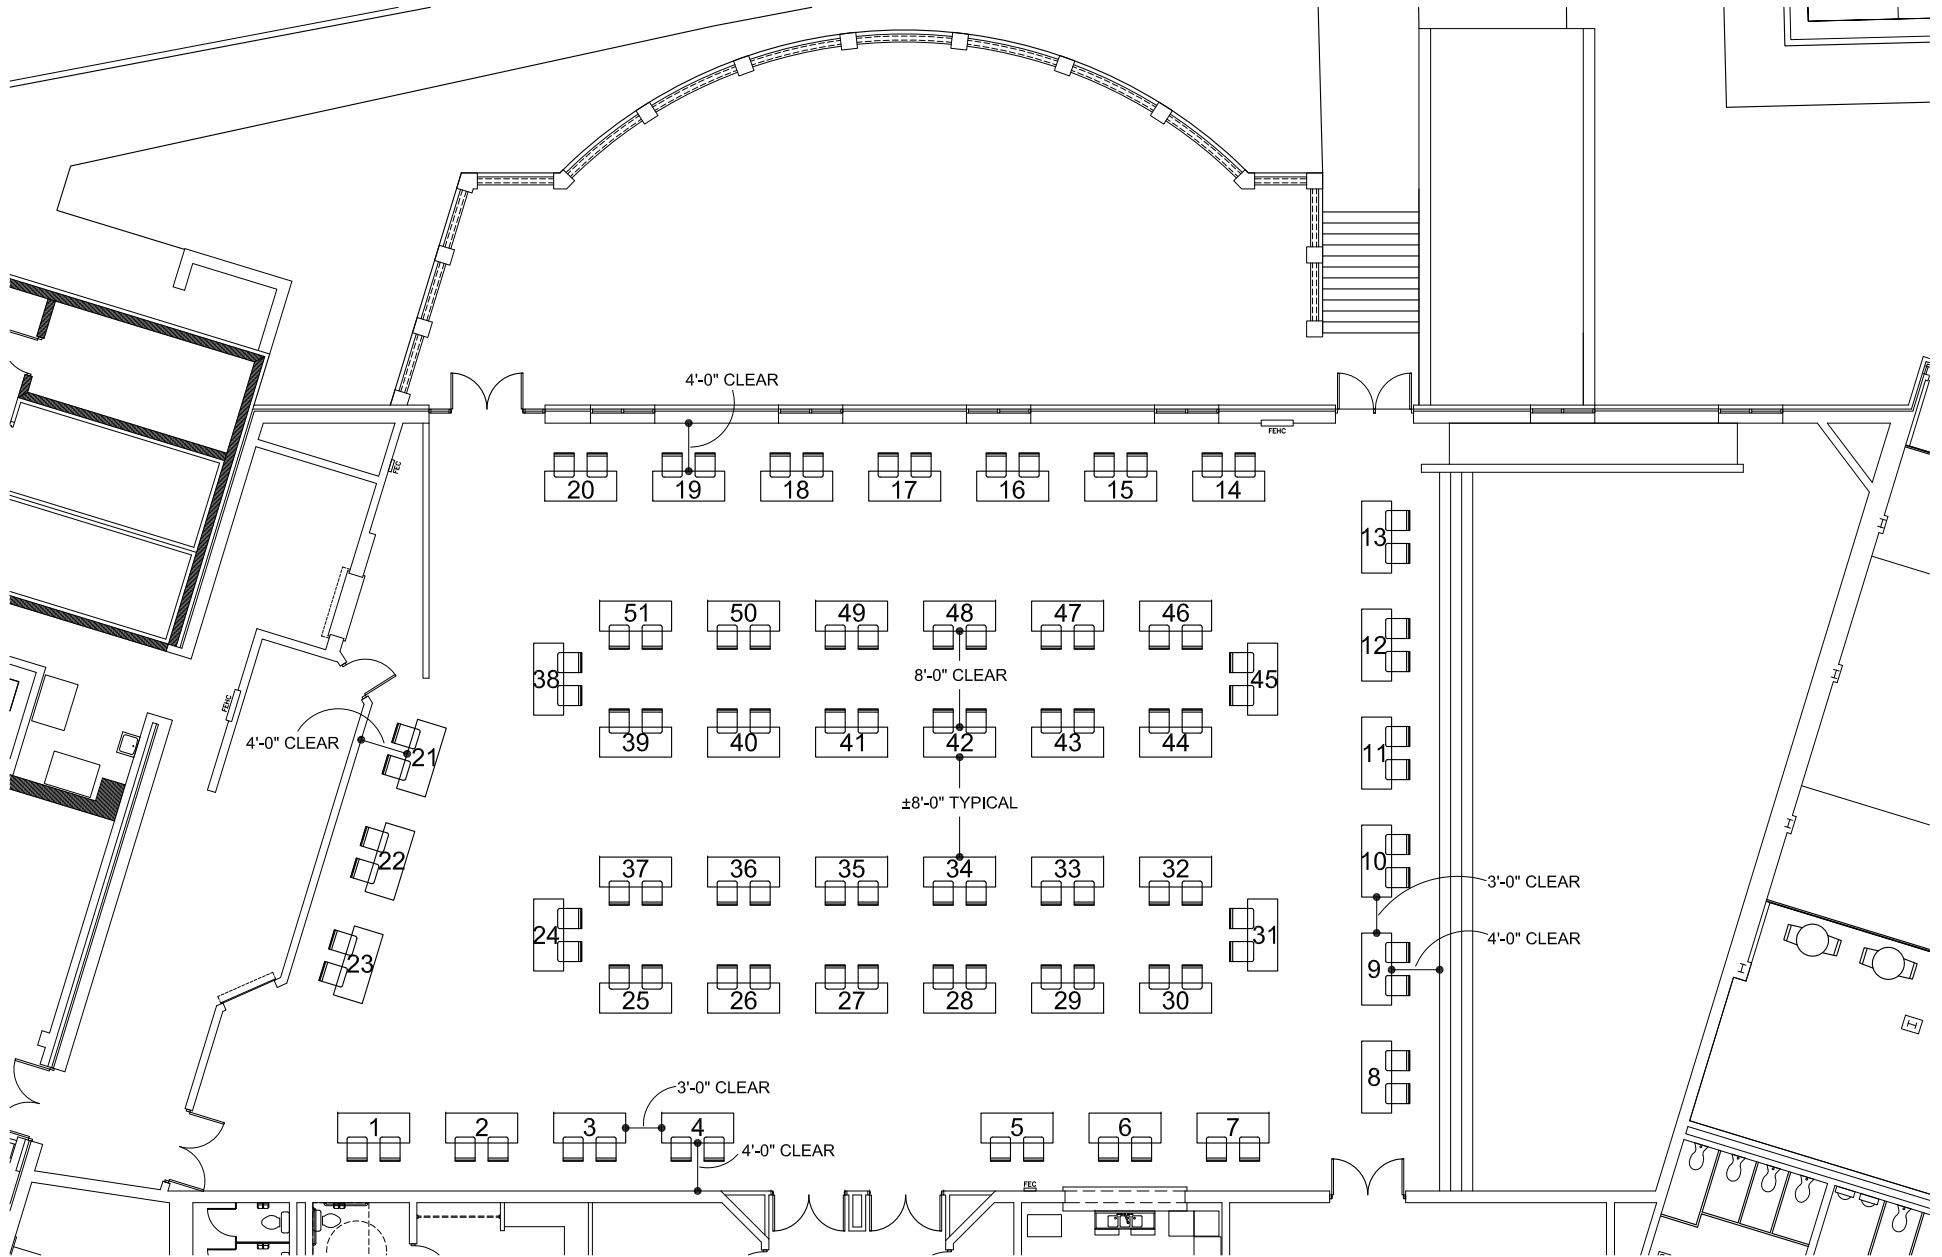 4'-0" CLEAR
FEHC
FEC
20 19 18 17 16 15 14
13
51 50 49 48 47 46
12
38 8'-0" CLEAR 45
FEHC
4'-0" CLEAR 21
39 40 41 42 43 44
11
±8'-0" TYPICAL
22
37 36 35 34 33 32
10
3'-0" CLEAR
24 31
4'-0" CLEAR
23
9
25 26 27 28 29 30
8
3'-0" CLEAR
1 2 3 4 5 6 7
4'-0" CLEAR
FEC